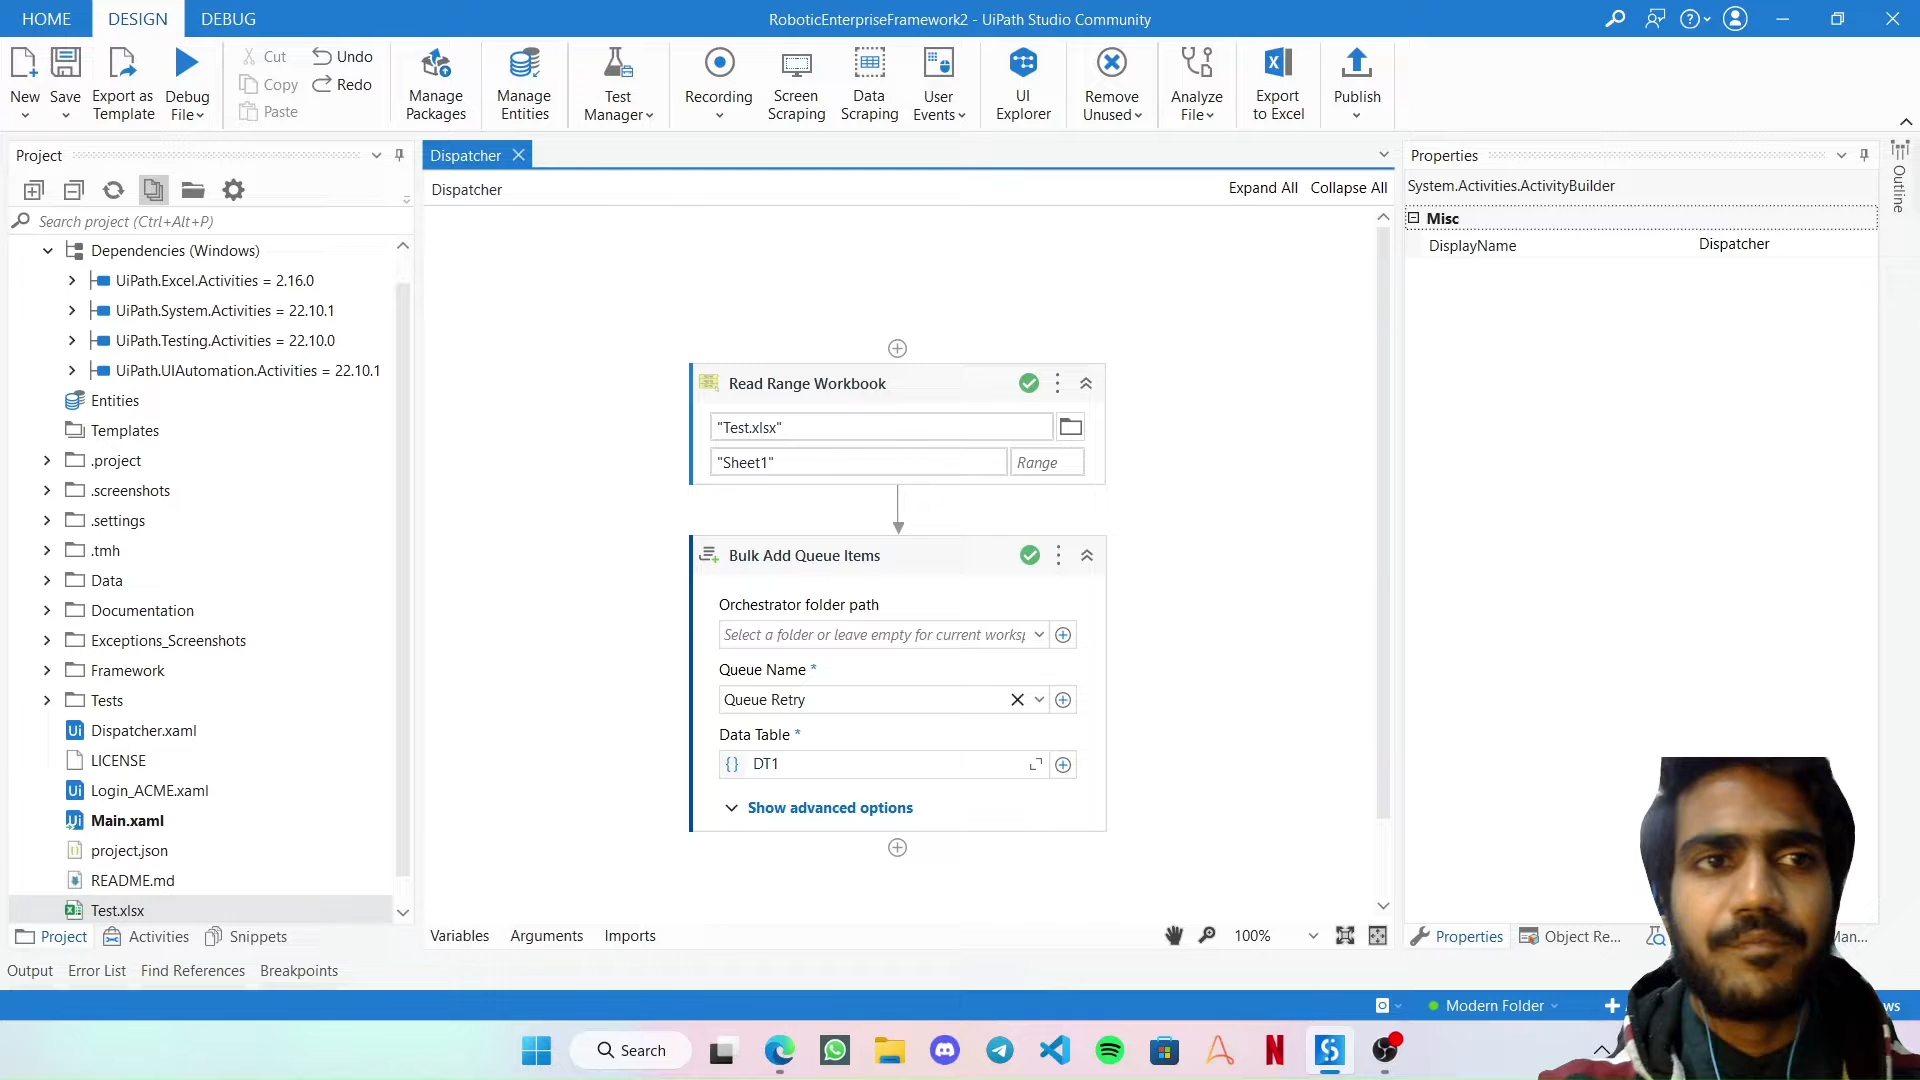 HOME DESIGN DEBUG
RoboticEnterpriseFramework2 - UiPath Studio Community
New
Save
Export as
Template
Debug
File
Cut
Copy
Paste
Undo
Redo
Manage
Packages
Manage
Entities
Test
Manager
Recording
Screen
Scraping
Data
Scraping
User
Events
UI
Explorer
Remove
Unused
Analyze
File
Export
to Excel
Publish
Project
Search project (Ctrl+Alt+P)
Dependencies (Windows)
UiPath.Excel.Activities = 2.16.0
UiPath.System.Activities = 22.10.1
UiPath.Testing.Activities = 22.10.0
UiPath.UIAutomation.Activities = 22.10.1
Entities
Templates
.project
.screenshots
.settings
.tmh
Data
Documentation
Exceptions_Screenshots
Framework
Tests
Dispatcher.xaml
LICENSE
Login_ACME.xaml
Main.xaml
project.json
README.md
Test.xlsx
Project Activities Snippets
Dispatcher
Dispatcher
Expand All Collapse All
Read Range Workbook
"Test.xlsx"
"Sheet1" Range
Bulk Add Queue Items
Orchestrator folder path
Select a folder or leave empty for current worksp
Queue Name *
Queue Retry
Data Table *
{} DT1
Show advanced options
Variables Arguments Imports
100%
Properties
System.Activities.ActivityBuilder
Misc
DisplayName Dispatcher
Outline
Properties Object Re... Man...
Output Error List Find References Breakpoints
Modern Folder
ws
Search